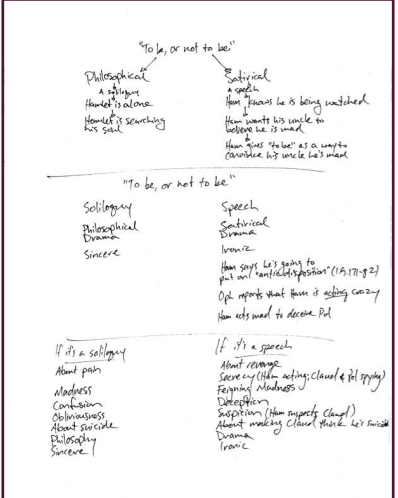 "To be, or not to be"
Philosophical
Satirical
A soliloquy
A speech
Hamlet is alone
Ham knows he is being watched
Hamlet is searching
his soul
Ham wants his uncle to
believe he is mad
Ham gives "to be" as a way to
convince his uncle he's mad
"To be, or not to be"
Soliloquy
Speech
Philosophical
Drama
Satirical
Drama
Sincere
Ironic
Ham says he's going to
put on "antic disposition" (1.5.171-82)
Oph reports that Ham is acting crazy
Ham acts mad to deceive Pol
If it's a soliloquy
If it's a speech
About pain
Madness
Confusion
Obliviousness
About suicide
Philosophy
Sincere
About revenge
Secrecy (Ham acting; Claud & Pol spying)
Feigning Madness
Deception
Suspicion (Ham suspects Claud)
About making Claud think he's suicidal
Drama
Ironic